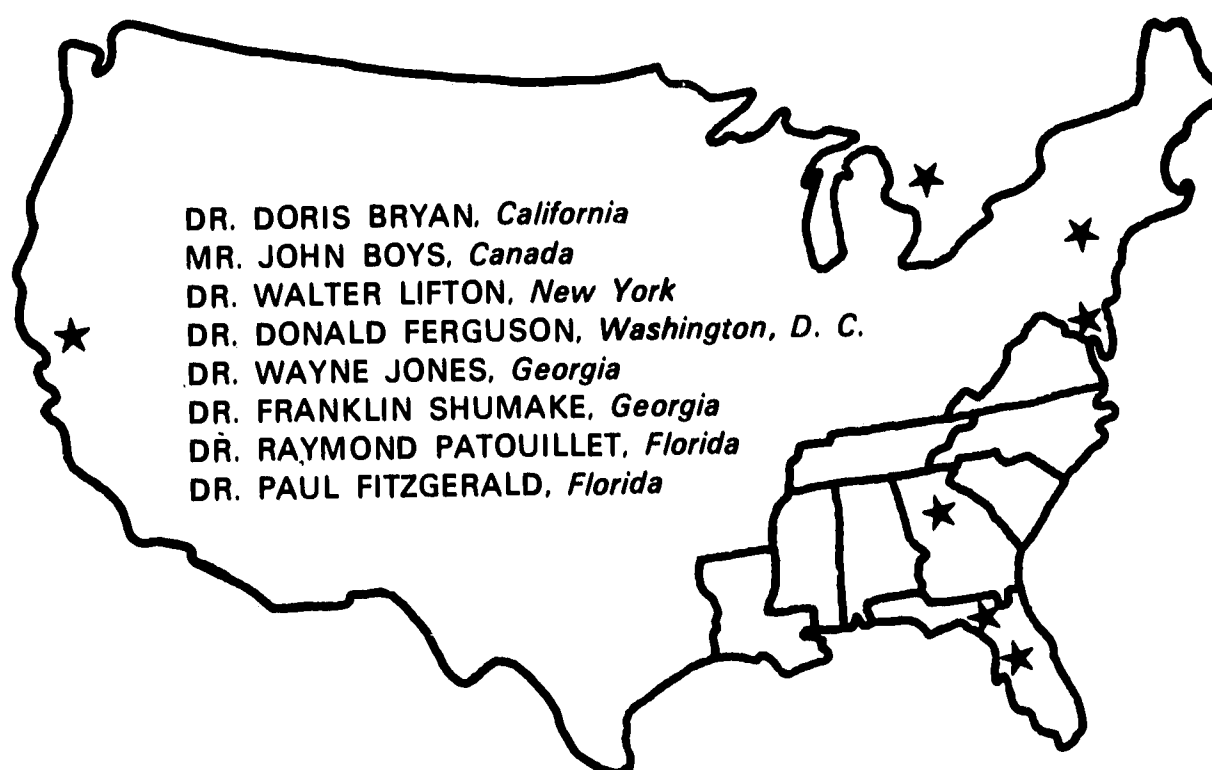 DR. DORIS BRYAN, California
MR. JOHN BOYS, Canada
DR. WALTER LIFTON, New York
DR. DONALD FERGUSON, Washington, D. C.
DR. WAYNE JONES, Georgia
DR. FRANKLIN SHUMAKE, Georgia
DR. RAYMOND PATOUILLET, Florida
DR. PAUL FITZGERALD, Florida